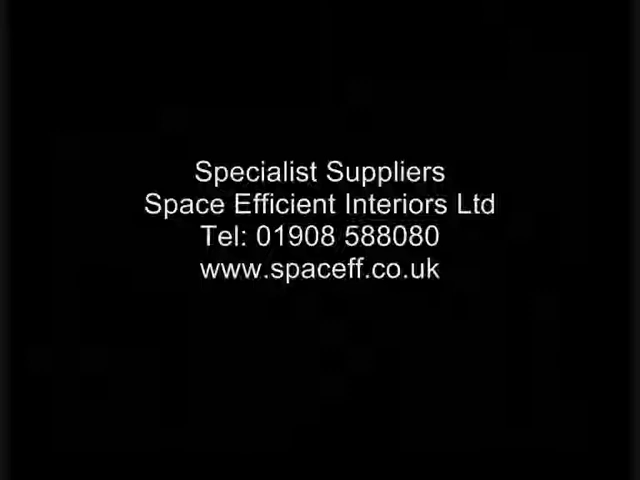 Specialist Suppliers
Space Efficient Interiors Ltd
Tel: 01908 588080
www.spaceff.co.uk